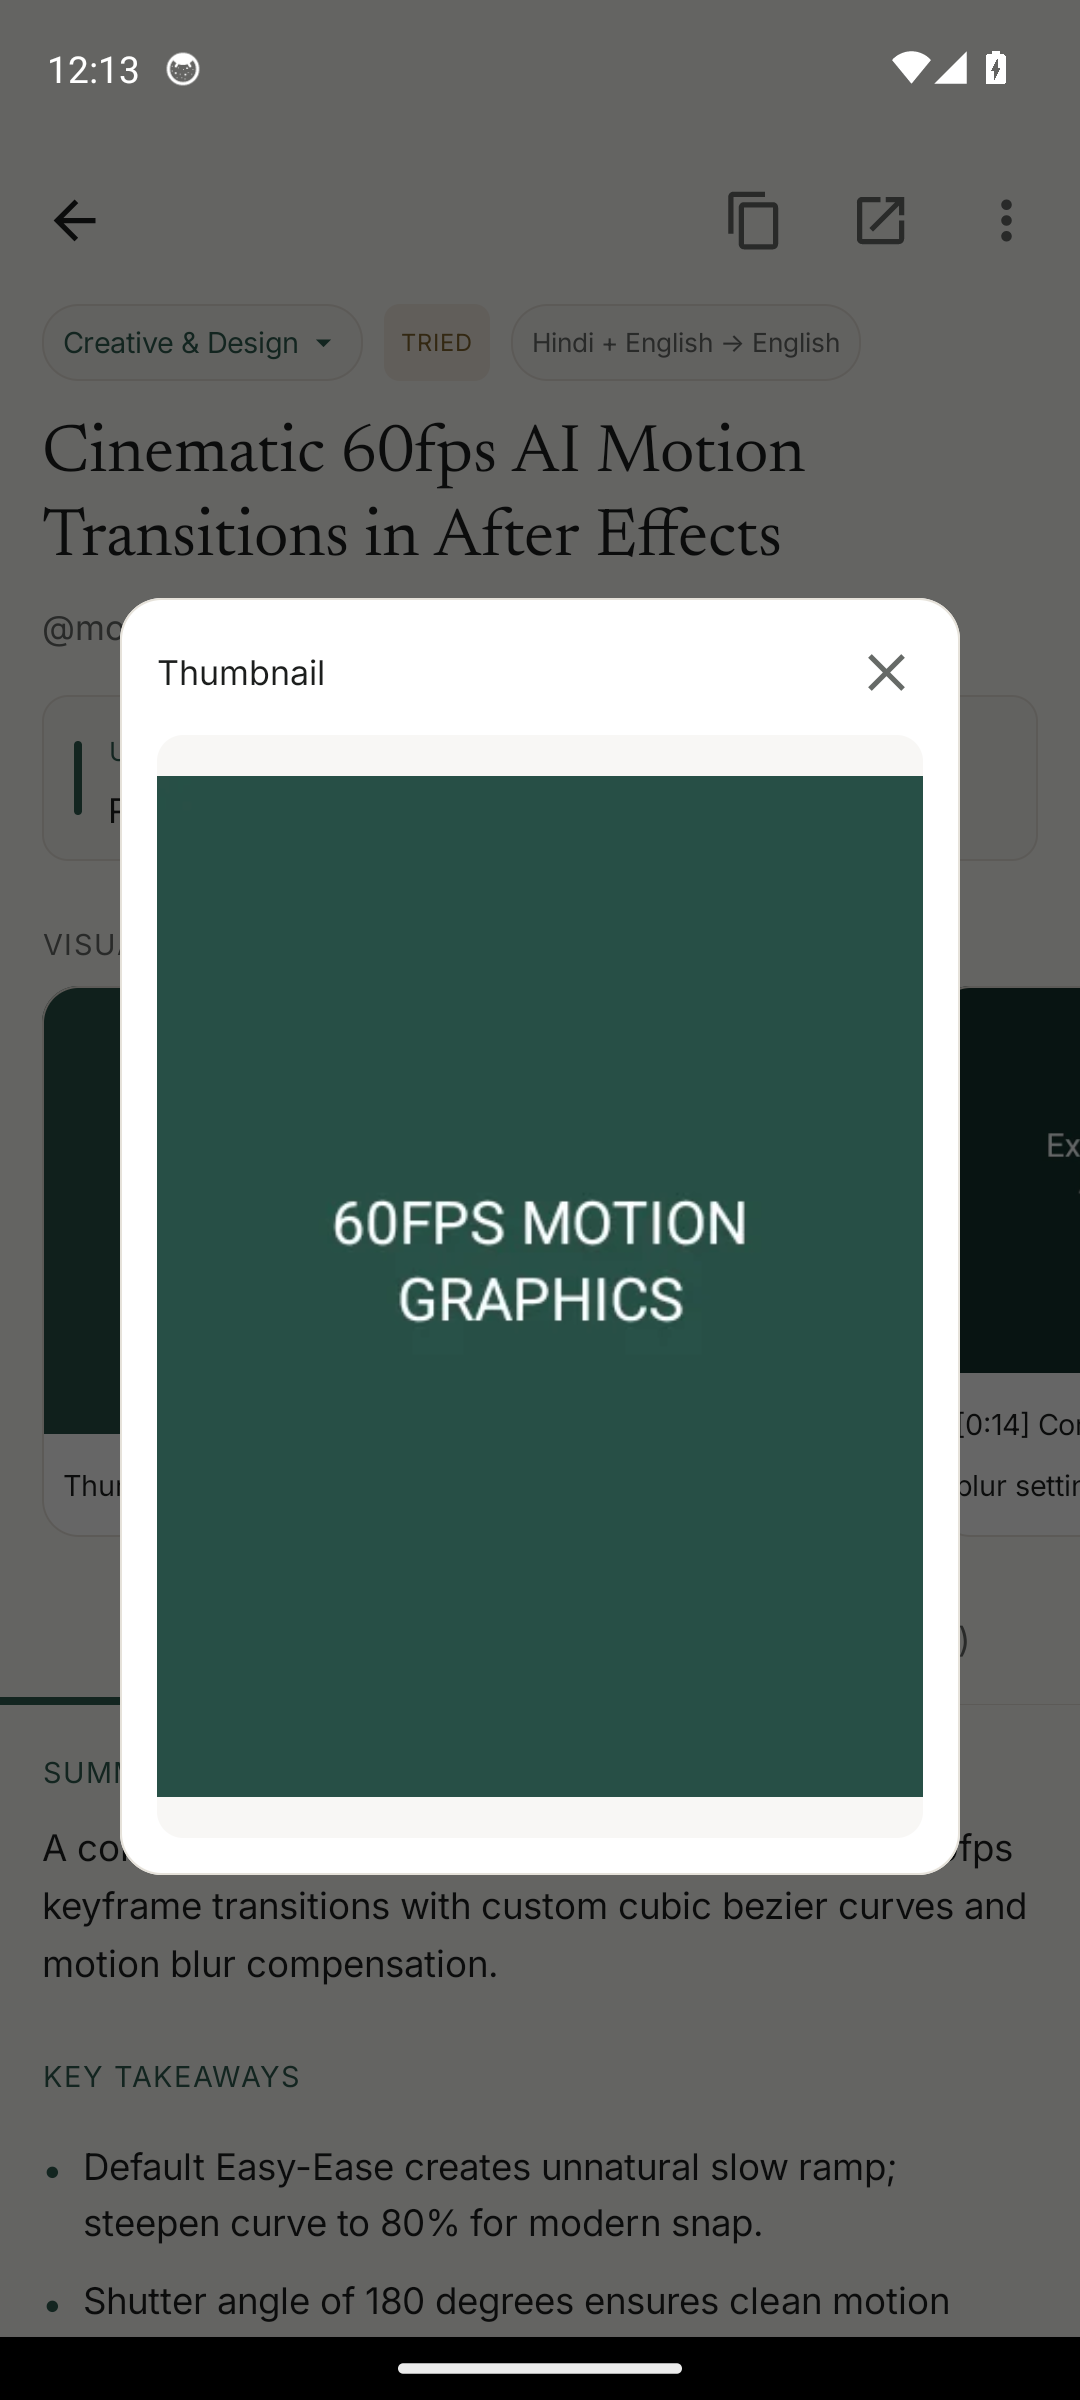 12:13
Creative & Design
TRIED
Hindi + English → English
Cinematic 60fps AI Motion
Transitions in After Effects
Thumbnail
60FPS MOTION
GRAPHICS
[0:14]
blur
SUMM
A
fps
keyframe transitions with custom cubic bezier curves and
motion blur compensation.
KEY TAKEAWAYS
• Default Easy-Ease creates unnatural slow ramp;
steepen curve to 80% for modern snap.
• Shutter angle of 180 degrees ensures clean motion